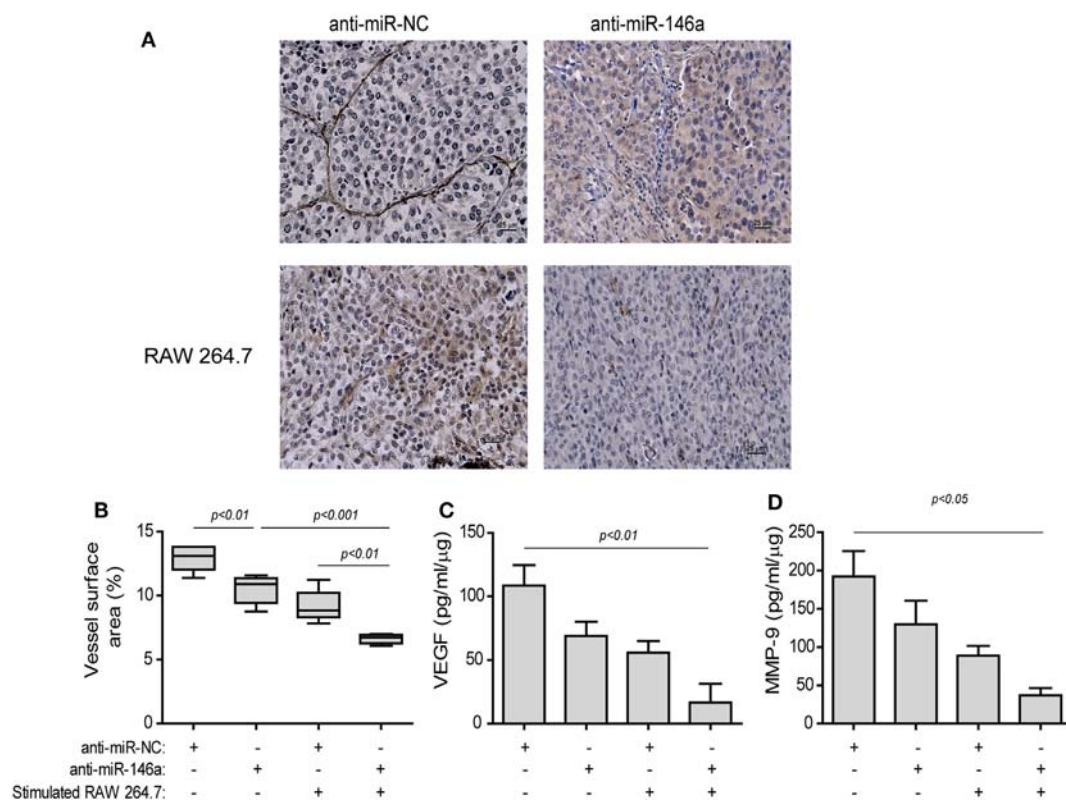 anti-miR-NC anti-miR-146a
A
25 µm
RAW 264.7
B
p<0.01 p<0.001
p<0.01
Vessel surface
area (%)
15
10
5
0
C
p<0.01
VEGF (pg/ml/µg)
150
100
50
0
D
p<0.05
MMP-9 (pg/ml/µg)
250
200
150
100
50
0
anti-miR-NC: + - + - + - + - + - + -
anti-miR-146a: - + - + - + - + - + - +
Stimulated RAW 264.7: - - + + - - + + - - + +